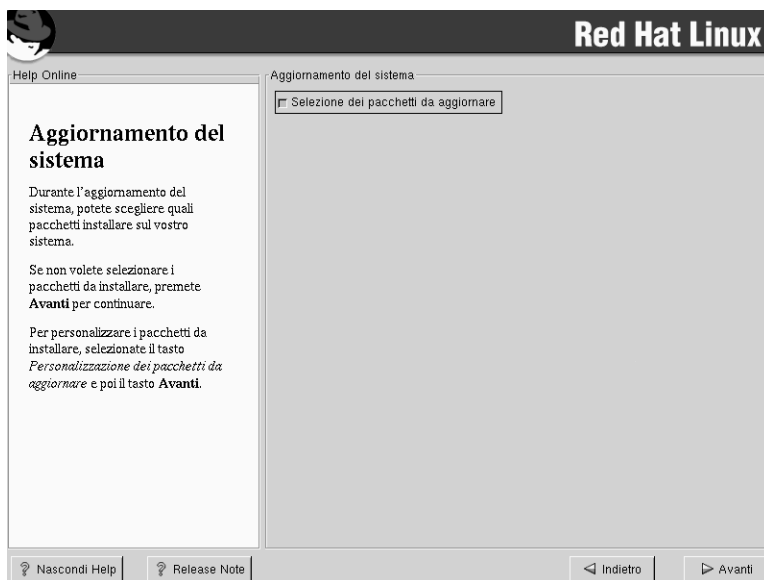 Red Hat Linux
Help Online
Aggiornamento del
sistema
Durante l'aggiornamento del
sistema, potete scegliere quali
pacchetti installare sul vostro
sistema.
Se non volete selezionare i
pacchetti da installare, premete
Avanti per continuare.
Per personalizzare i pacchetti da
installare, selezionate il tasto
Personalizzazione dei pacchetti da
aggiornare e poi il tasto Avanti.
Aggiornamento del sistema
Selezione dei pacchetti da aggiornare
Nascondi Help
Release Note
Indietro
Avanti